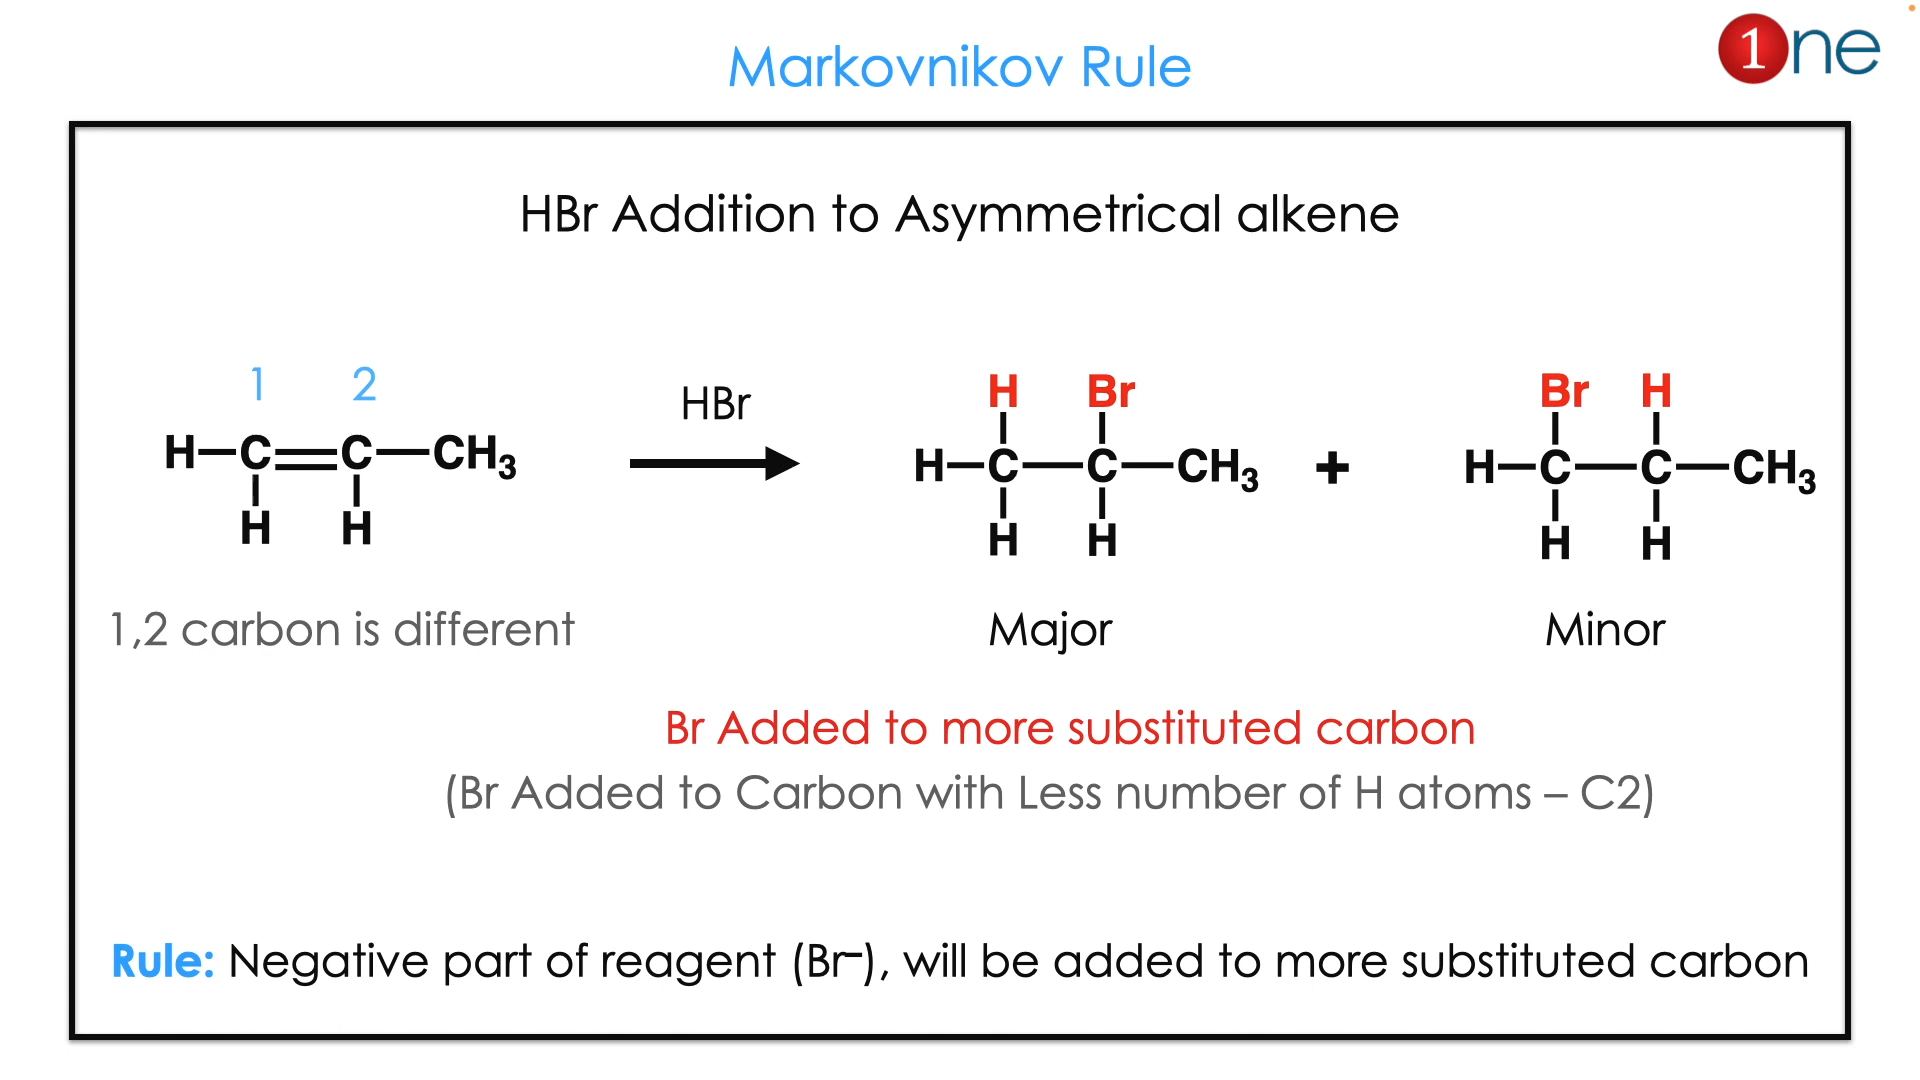 Markovnikov Rule
1ne
HBr Addition to Asymmetrical alkene
1 2
H—C=C—CH₃
H H
HBr
H Br
H—C—C—CH₃
H H
+
Br H
H—C—C—CH₃
H H
1,2 carbon is different
Major
Minor
Br Added to more substituted carbon
(Br Added to Carbon with Less number of H atoms – C2)
Rule: Negative part of reagent (Br⁻), will be added to more substituted carbon